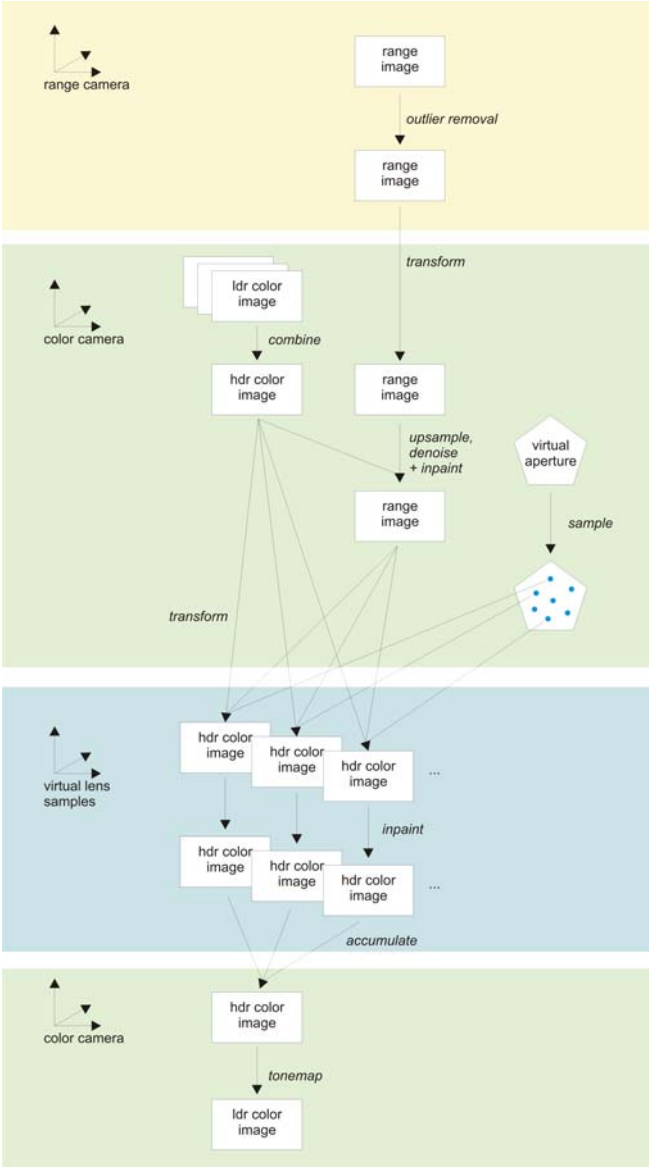 range camera
range
image
outlier removal
range
image
transform
color camera
ldr color
image
combine
hdr color
image
range
image
upsample,
denoise
+ inpaint
virtual
aperture
range
image
sample
transform
virtual lens
samples
hdr color
image
hdr color
image
hdr color
image
...
inpaint
hdr color
image
hdr color
image
hdr color
image
...
accumulate
color camera
hdr color
image
tonemap
ldr color
image